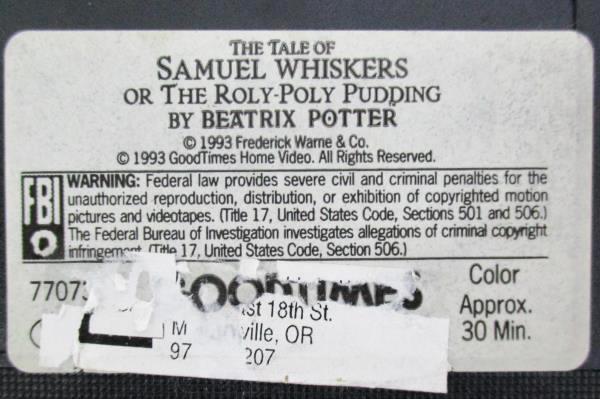 THE TALE OF
SAMUEL WHISKERS
OR THE ROLY-POLY PUDDING
BY BEATRIX POTTER
© 1993 Frederick Warne & Co.
© 1993 GoodTimes Home Video. All Rights Reserved.
FBI
WARNING: Federal law provides severe civil and criminal penalties for the
unauthorized reproduction, distribution, or exhibition of copyrighted motion
pictures and videotapes. (Title 17, United States Code, Sections 501 and 506.)
The Federal Bureau of Investigation investigates allegations of criminal copyright
infringement (Title 17, United States Code, Section 506.)
7707
GOODTIMES
Color
Approx.
30 Min.
st 18th St.
M ville, OR
97 207